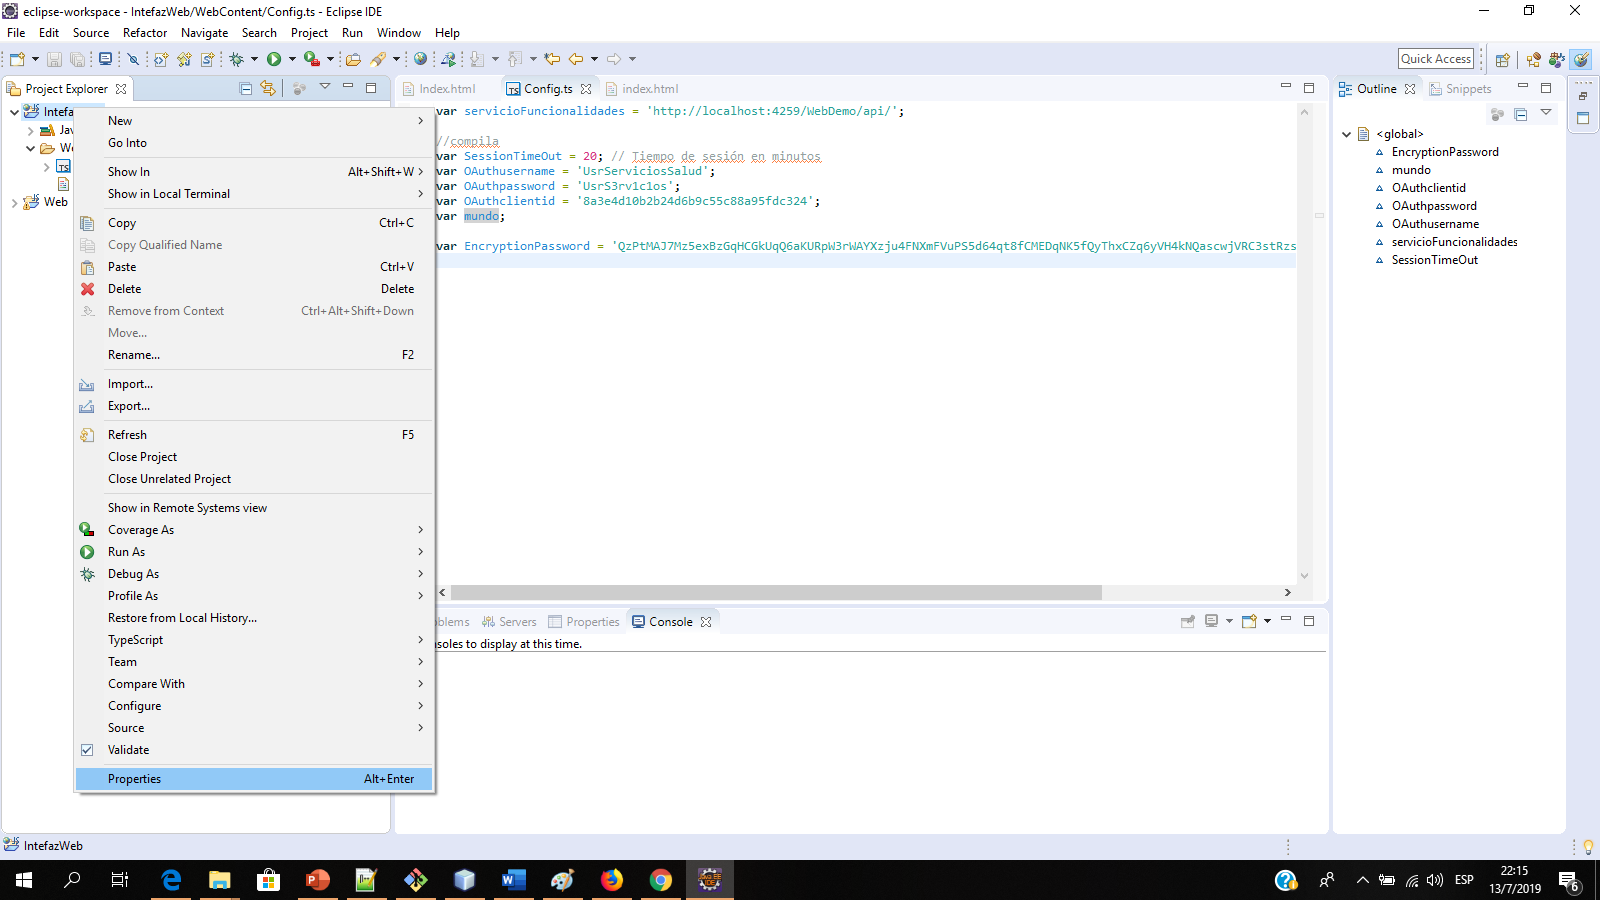 eclipse-workspace - IntefazWeb/WebContent/Config.ts - Eclipse IDE
File Edit Source Refactor Navigate Search Project Run Window Help
Quick Access
Project Explorer
Index.html Config.ts index.html
Outline Snippets
Web
New
Go Into
Show In Alt+Shift+W
Show in Local Terminal
Copy Ctrl+C
Copy Qualified Name
Paste Ctrl+V
Delete Delete
Remove from Context Ctrl+Alt+Shift+Down
Move...
Rename... F2
Import...
Export...
Refresh F5
Close Project
Close Unrelated Project
Show in Remote Systems view
Coverage As
Run As
Debug As
Profile As
Restore from Local History...
TypeScript
Team
Compare With
Configure
Source
Validate
Properties Alt+Enter
var servicioFuncionalidades = 'http://localhost:4259/WebDemo/api/';
//compila
var SessionTimeOut = 20; // Tiempo de sesión en minutos
var OAuthusername = 'UsrServiciosSalud';
var OAuthpassword = 'UsrS3rv1c1os';
var OAuthclientid = '8a3e4d10b2b24d6b9c55c88a95fdc324';
var mundo;
var EncryptionPassword = 'QzPtMAJ7Mz5exBzGqHCGkUqQ6aKURpW3rWAYXzju4FNXmFVuPS5d64qt8fCMEDqNK5fQyThxCZq6yVH4kNQascwjVRC3stRzs
<global>
EncryptionPassword
mundo
OAuthclientid
OAuthpassword
OAuthusername
servicioFuncionalidades
SessionTimeOut
Servers Properties Console
to display at this time.
IntefazWeb
ESP
22:15
13/7/2019
6